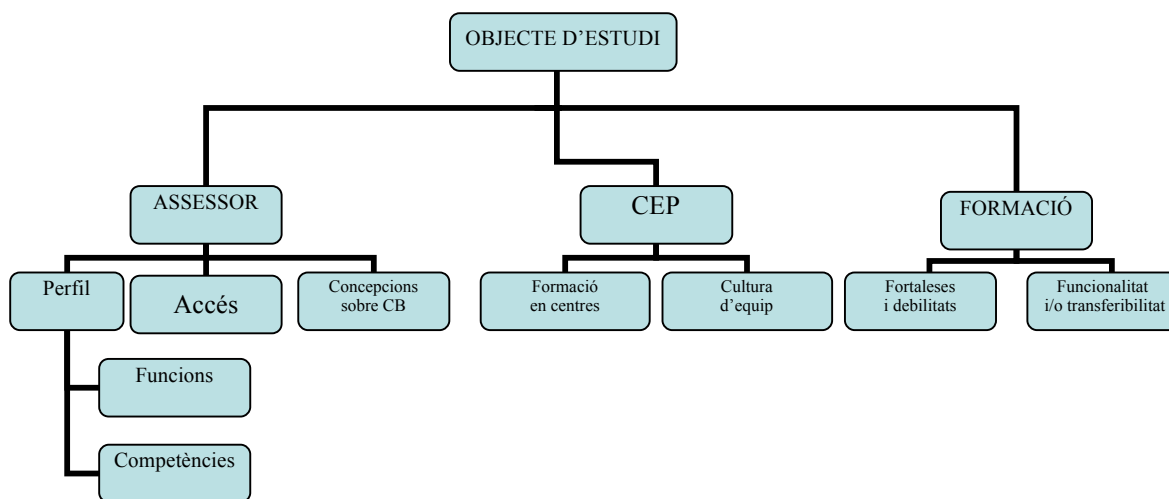 OBJECTE D’ESTUDI
ASSESSOR
CEP
FORMACIÓ
Perfil
Accés
Concepcions
sobre CB
Formació
en centres
Cultura
d’equip
Fortaleses
i debilitats
Funcionalitat
i/o transferibilitat
Funcions
Competències